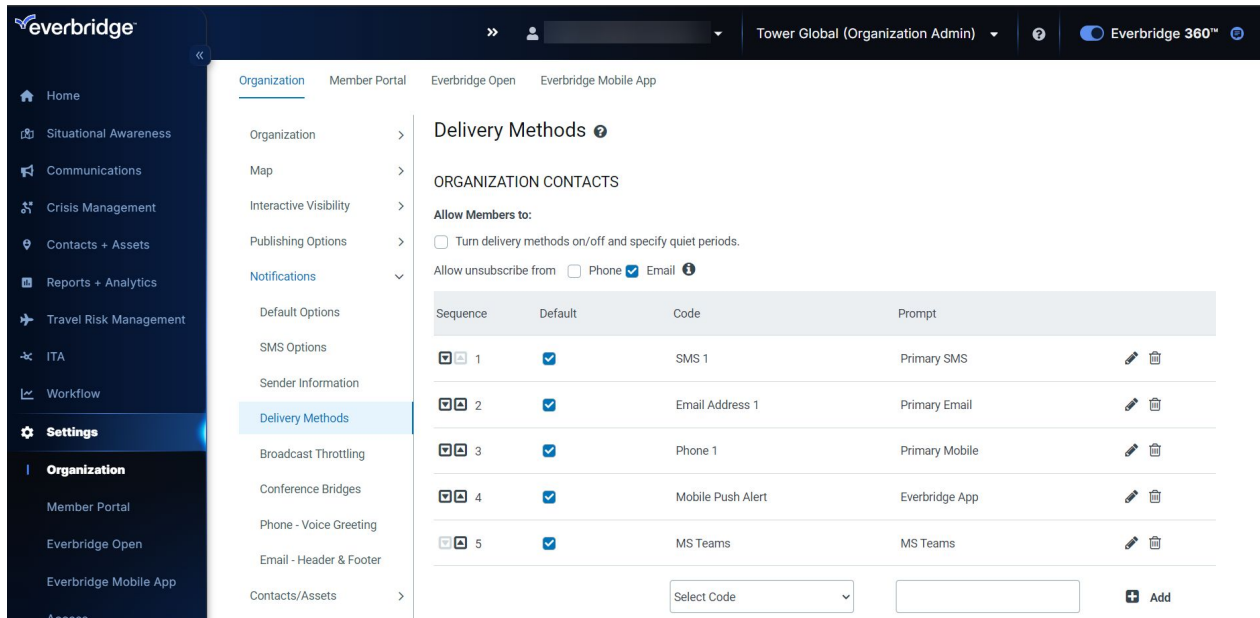 everbridge™
»
Tower Global (Organization Admin)
Everbridge 360™
«
Home
Situational Awareness
Communications
Crisis Management
Contacts + Assets
Reports + Analytics
Travel Risk Management
ITA
Workflow
Settings
Organization
Member Portal
Everbridge Open
Everbridge Mobile App
Organization Member Portal Everbridge Open Everbridge Mobile App
Organization
Map
Interactive Visibility
Publishing Options
Notifications
Default Options
SMS Options
Sender Information
Delivery Methods
Broadcast Throttling
Conference Bridges
Phone - Voice Greeting
Email - Header & Footer
Contacts/Assets
Delivery Methods
ORGANIZATION CONTACTS
Allow Members to:
Turn delivery methods on/off and specify quiet periods.
Allow unsubscribe from Phone Email
Sequence Default Code Prompt
1 SMS 1 Primary SMS
2 Email Address 1 Primary Email
3 Phone 1 Primary Mobile
4 Mobile Push Alert Everbridge App
5 MS Teams MS Teams
Select Code Add